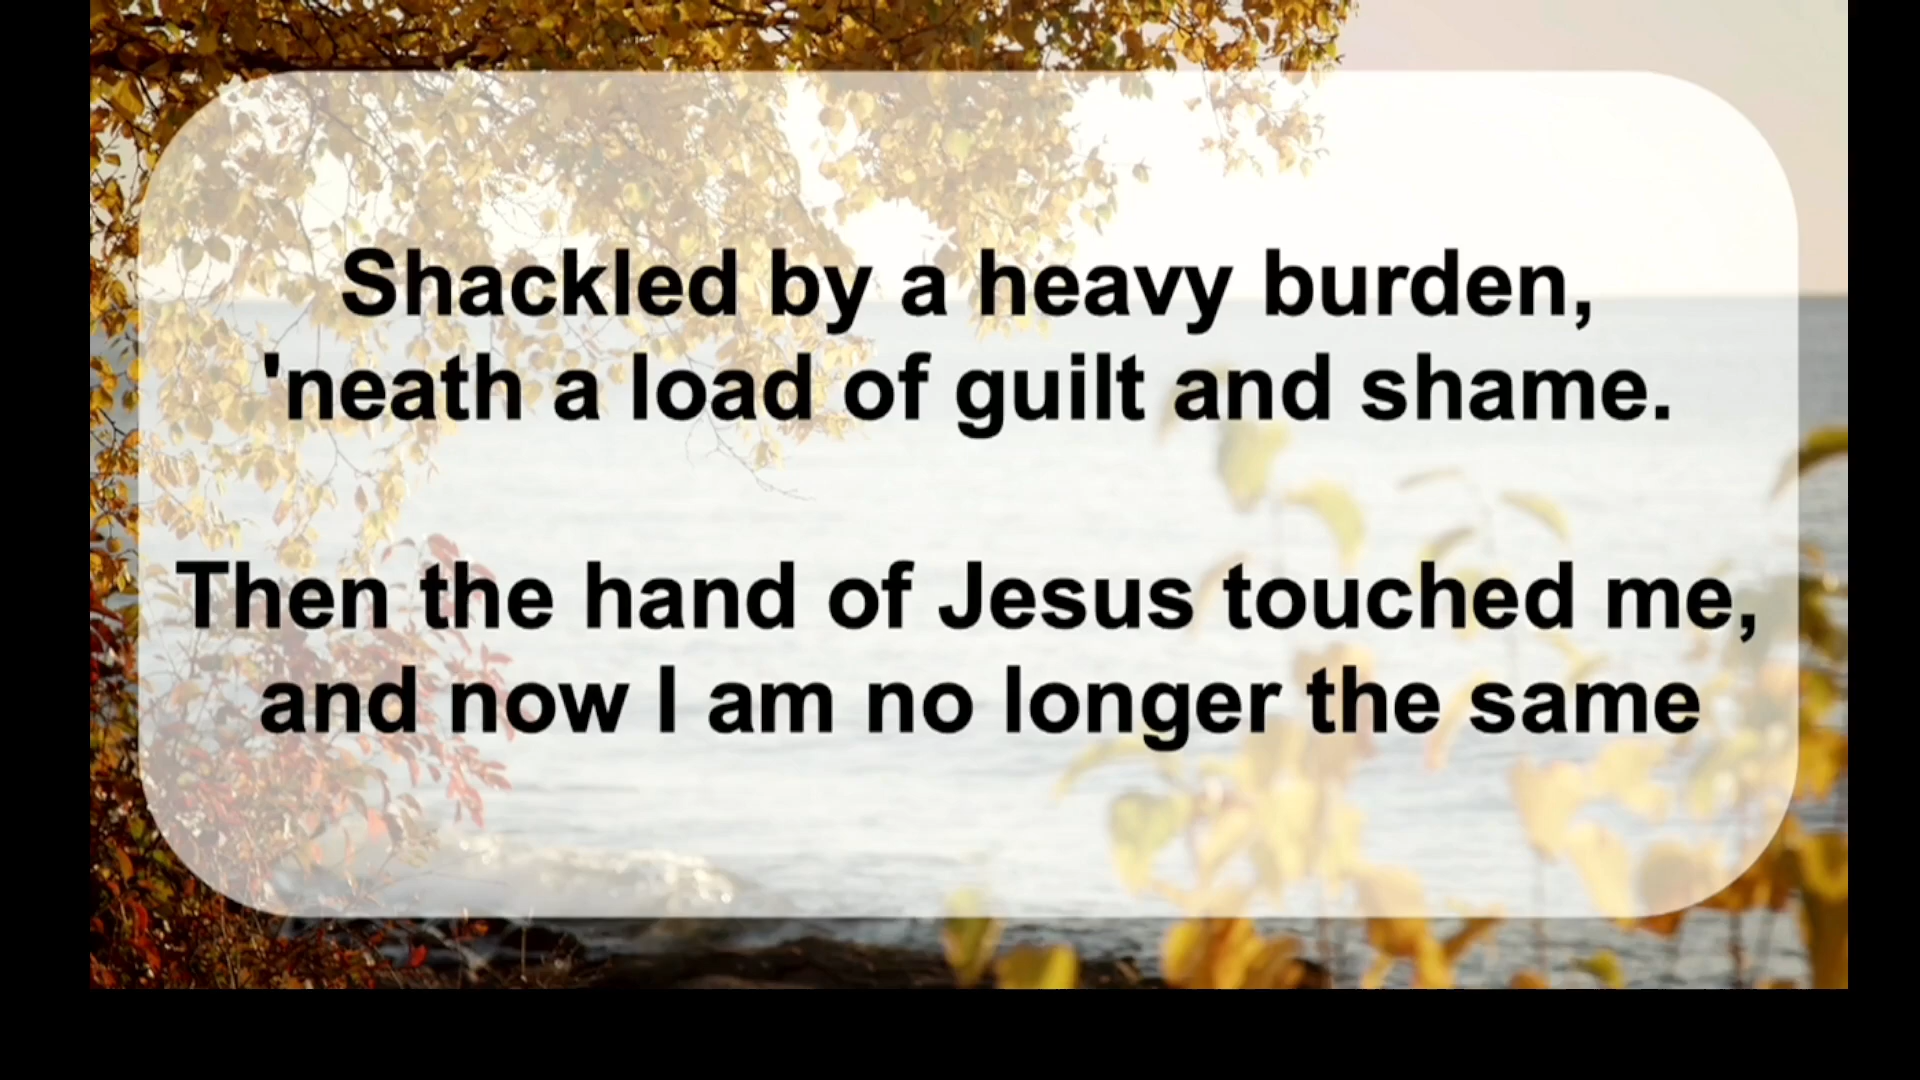 Shackled by a heavy burden,
'neath a load of guilt and shame.
Then the hand of Jesus touched me,
and now I am no longer the same